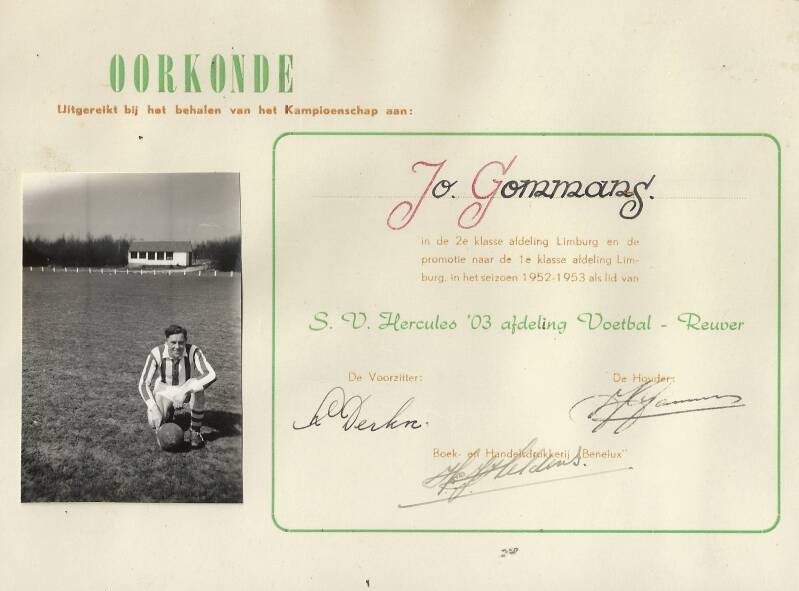 OORKONDE
Uitgereikt bij het behalen van het Kampioenschap aan:
Jo. Gommans.
in de 2e klasse afdeling Limburg en de
promotie naar de 1e klasse afdeling Lim-
burg, in het seizoen 1952-1953 als lid van
S. V. Hercules '03 afdeling Voetbal - Reuver
De Voorzitter:
De Houder:
Derkn.
Boek- en Handelsdrukkerij "Benelux"
Heldens.